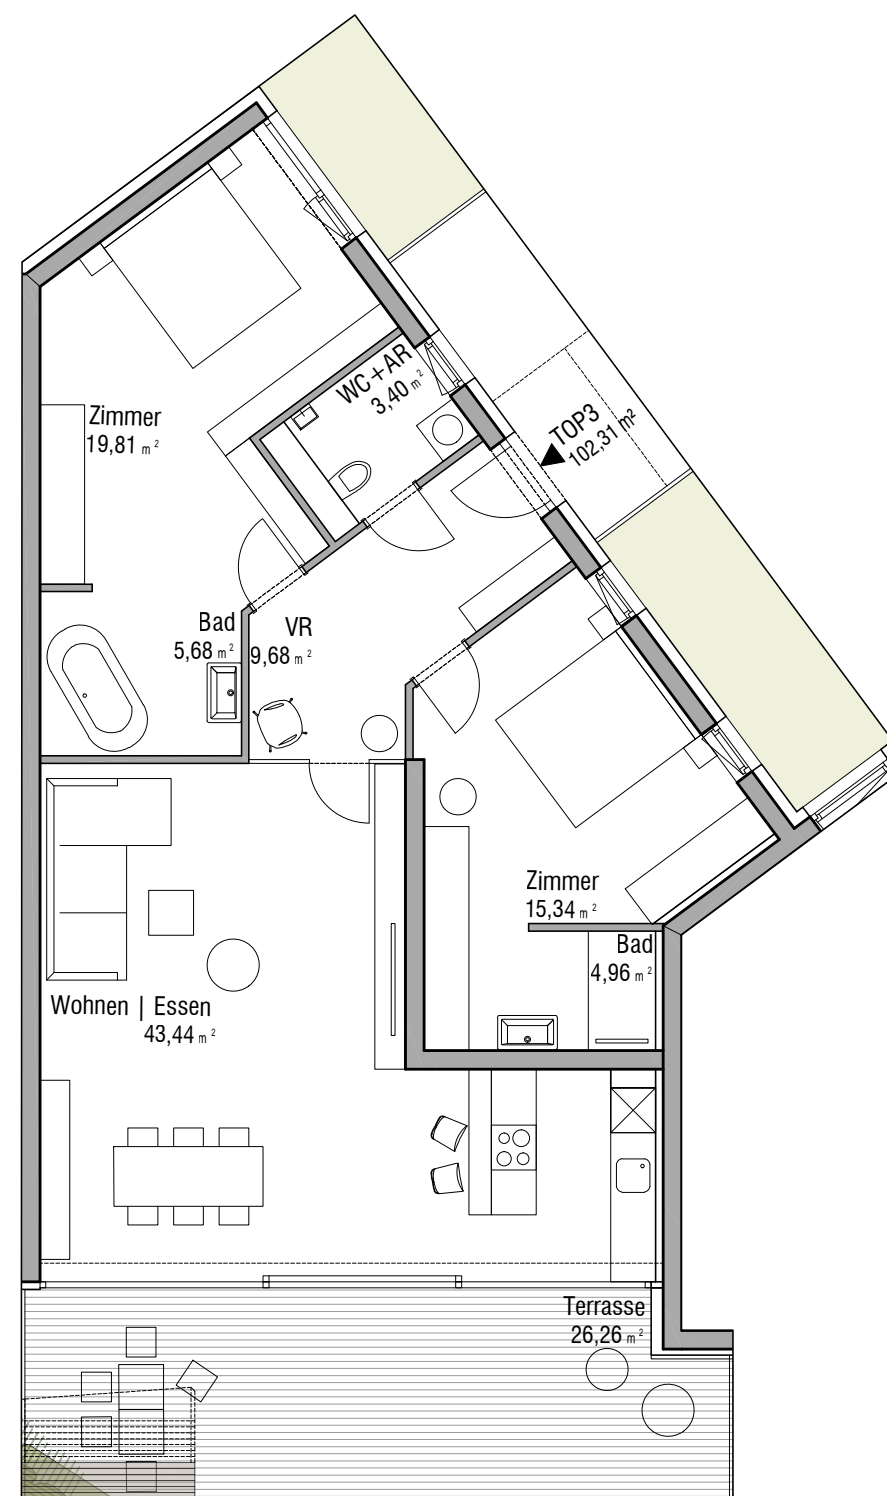 WC+AR
3,40 m²
TOP3
102,31 m²
Zimmer
19,81 m²
Bad
5,68 m²
VR
9,68 m²
Zimmer
15,34 m²
Bad
4,96 m²
Wohnen | Essen
43,44 m²
Terrasse
26,26 m²